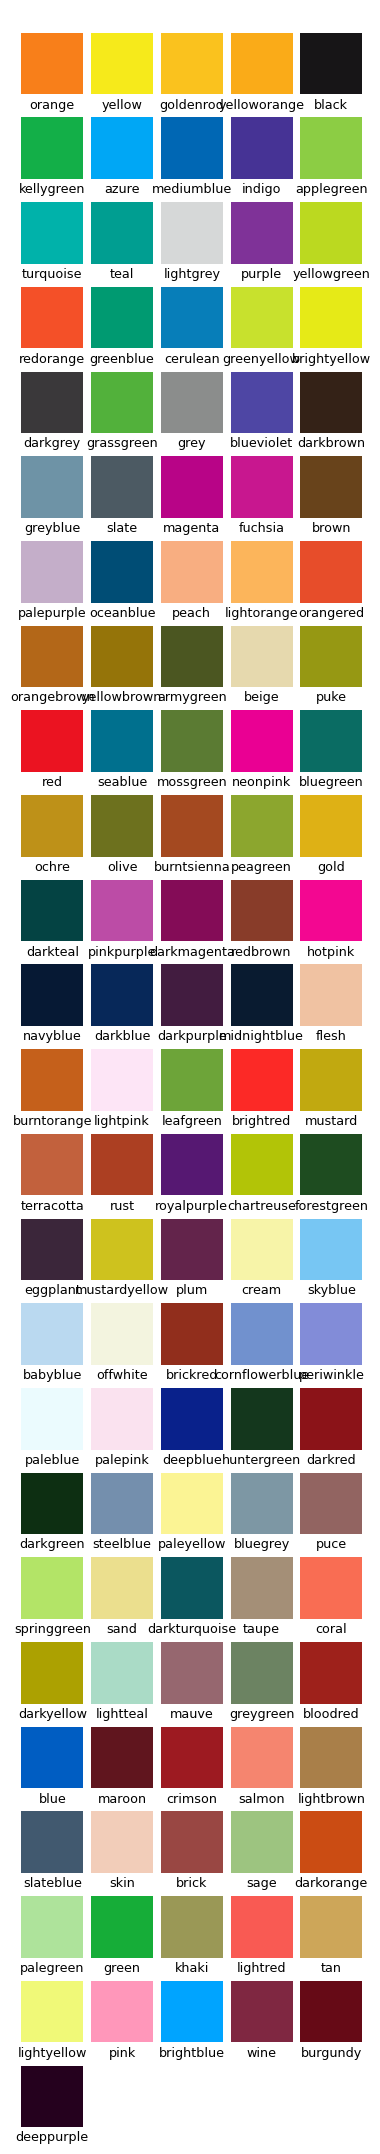 orange yellow goldenrod yelloworange black
kellygreen azure mediumblue indigo applegreen
turquoise teal lightgrey purple yellowgreen
redorange greenblue cerulean greenyellow brightyellow
darkgrey grassgreen grey blueviolet darkbrown
greyblue slate magenta fuchsia brown
palepurple oceanblue peach lightorange orangered
orangebrown yellowbrown armygreen beige puke
red seablue mossgreen neonpink bluegreen
ochre olive burntsienna peagreen gold
darkteal pinkpurple darkmagenta redbrown hotpink
navyblue darkblue darkpurple midnightblue flesh
burntorange lightpink leafgreen brightred mustard
terracotta rust royalpurple chartreuse forestgreen
eggplant mustardyellow plum cream skyblue
babyblue offwhite brickred cornflowerblue periwinkle
paleblue palepink deepblue huntergreen darkred
darkgreen steelblue paleyellow bluegrey puce
springgreen sand darkturquoise taupe coral
darkyellow lightteal mauve greygreen bloodred
blue maroon crimson salmon lightbrown
slateblue skin brick sage darkorange
palegreen green khaki lightred tan
lightyellow pink brightblue wine burgundy
deeppurple